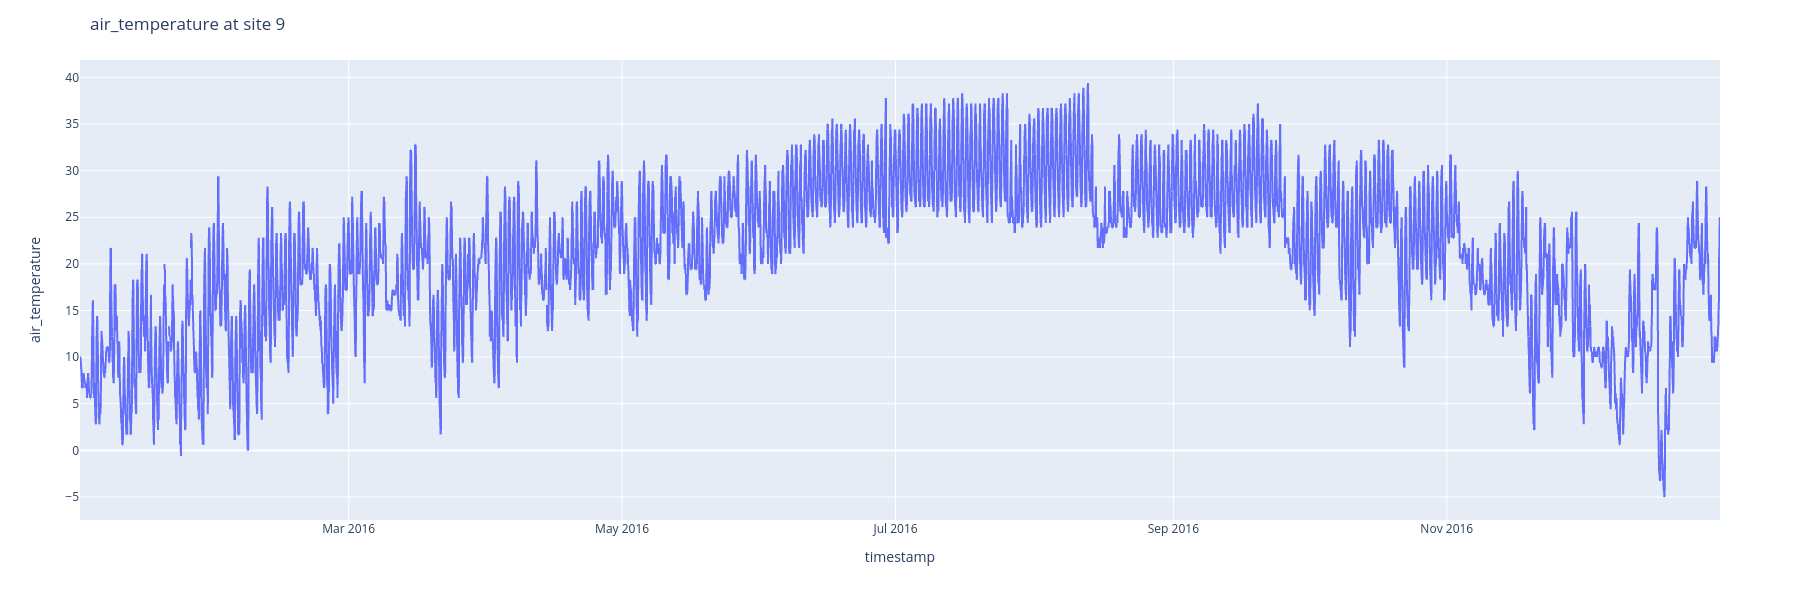 air_temperature at site 9
40
35
30
25
20
15
10
5
0
−5
air_temperature
Mar 2016
May 2016
Jul 2016
Sep 2016
Nov 2016
timestamp